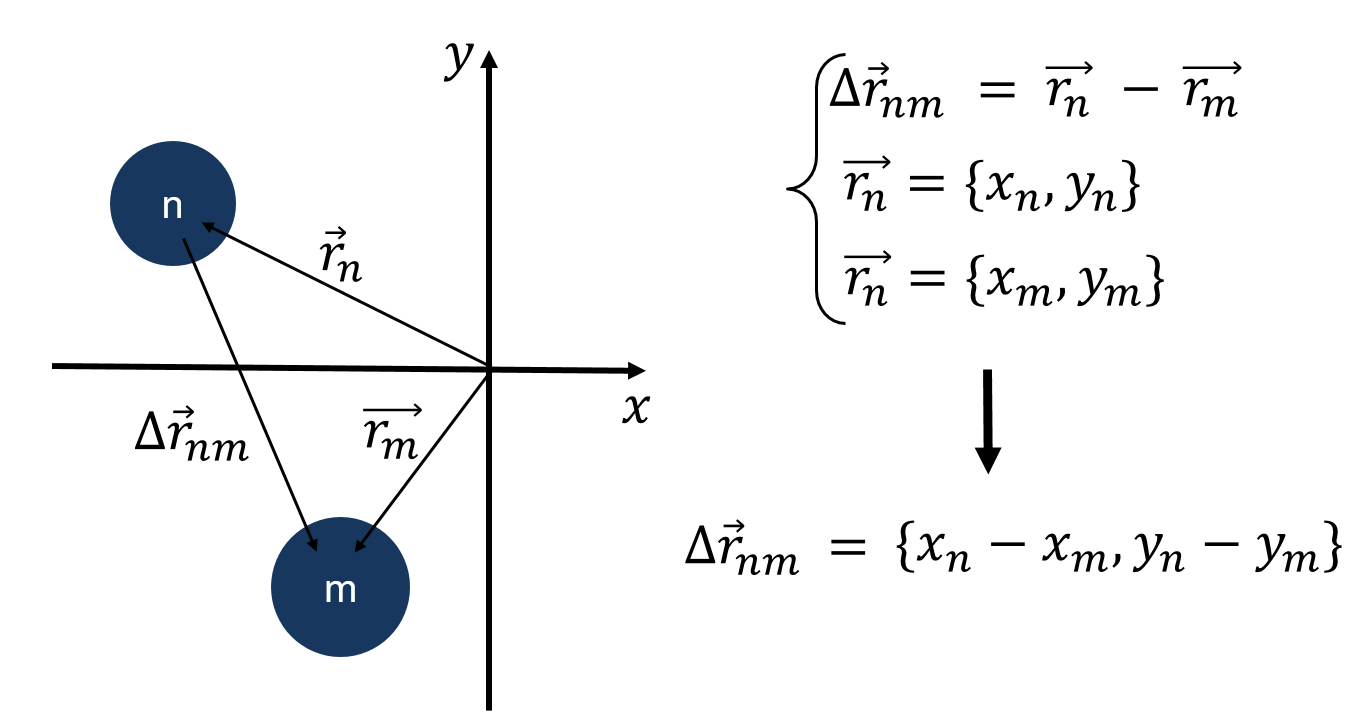 y
Δr⃗ₙₘ = r⃗ₙ − r⃗ₘ
n
r⃗ₙ = {xₙ, yₙ}
r⃗ₙ
r⃗ₙ = {xₘ, yₘ}
x
Δr⃗ₙₘ
r⃗ₘ
Δr⃗ₙₘ = {xₙ − xₘ, yₙ − yₘ}
m